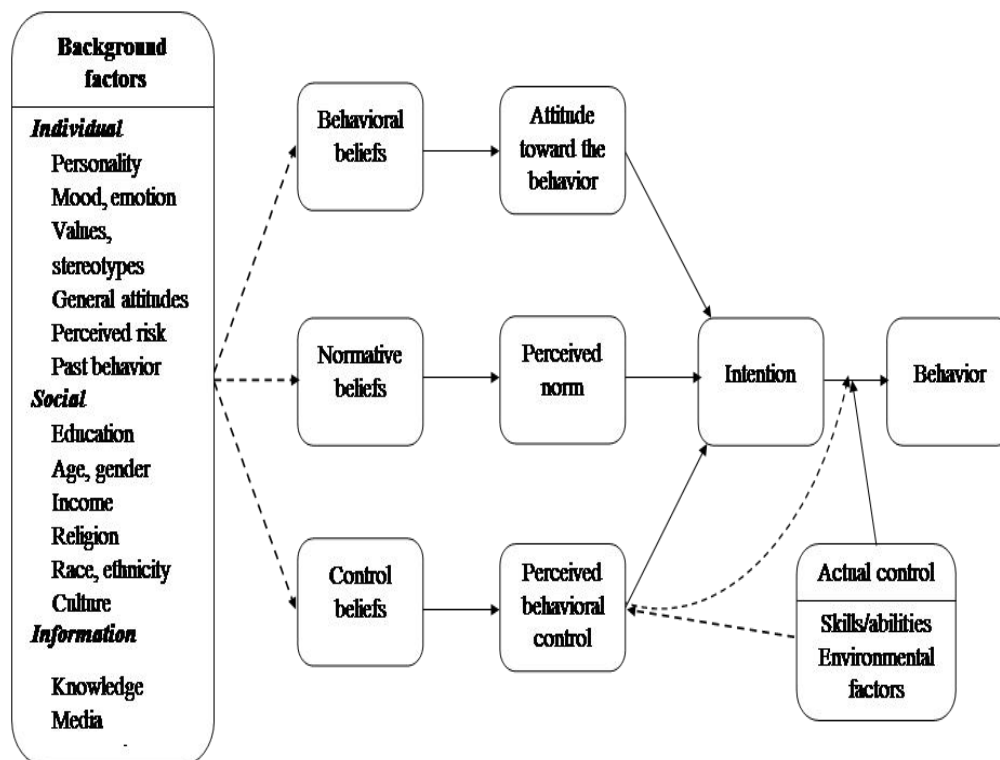 Background
factors
Individual
Personality
Mood, emotion
Values,
stereotypes
General attitudes
Perceived risk
Past behavior
Social
Education
Age, gender
Income
Religion
Race, ethnicity
Culture
Information
Knowledge
Media
Behavioral
beliefs
Attitude
toward the
behavior
Normative
beliefs
Perceived
norm
Intention
Behavior
Control
beliefs
Perceived
behavioral
control
Actual control
Skills/abilities
Environmental
factors